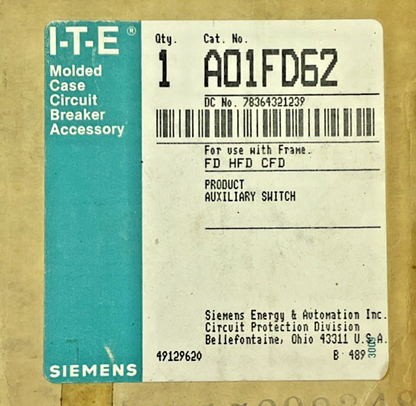 I-T-E ®
Molded
Case
Circuit
Breaker
Accessory
SIEMENS
Qty. Cat. No.
1 A01FD62
DC No. 78364321239
For use with Frame.
FD HFD CFD
PRODUCT
AUXILIARY SWITCH
Siemens Energy & Automation Inc.
Circuit Protection Division
Bellefontaine, Ohio 43311 U.S.A.
49129620 B 489